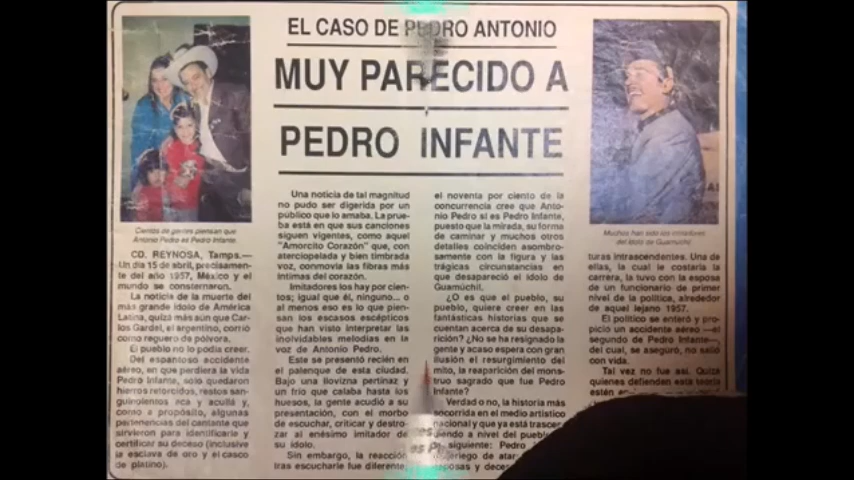 EL CASO DE PEDRO ANTONIO
MUY PARECIDO A
PEDRO INFANTE
Cientos de gentes piensan que
Antonio Pedro es Pedro Infante.
CD. REYNOSA, Tamps.—
Un día 15 de abril, precisamen-
te del año 1957, México y el
mundo se consternaron.
La noticia de la muerte del
más grande ídolo de América
Latina, quizá más aun que Car-
los Gardel, el argentino, corrió
como reguero de pólvora.
El pueblo no lo podía creer.
Del espantoso accidente
aéreo, en que perdiera la vida
Pedro Infante, sólo quedaron
hierros retorcidos, restos san-
guinolentos aca y acullá y,
como a propósito, algunas
pertenencias del cantante que
sirvieron para identificarle y
certificar su deceso (inclusive
la esclava de oro y el casco
de platino).
Una noticia de tal magnitud
no pudo ser digerida por un
público que lo amaba. La prue-
ba está en que sus canciones
siguen vigentes, como aquel
"Amorcito Corazón" que, con
aterciopelada y bien timbrada
voz, conmovía las fibras más
íntimas del corazón.
Imitadores los hay por cien-
tos; igual que él, ninguno... o
al menos eso es lo que pien-
san los escasos escépticos
que han visto interpretar las
inolvidables melodías en la
voz de Antonio Pedro.
Este se presentó recién en
el palenque de esta ciudad.
Bajo una llovizna pertinaz y
un frío que calaba hasta los
huesos, la gente acudió a su
presentación, con el morbo
de escuchar, criticar y destro-
zar al enésimo imitador de
su ídolo.
Sin embargo, la reacción
tras escucharle fue diferente,
el noventa por ciento de la
concurrencia cree que Anto-
nio Pedro sí es Pedro Infante,
puesto que la mirada, su forma
de caminar y muchos otros
detalles coinciden asombro-
samente con la figura y las
trágicas circunstancias en
que desapareció el ídolo de
Guamúchil.
¿O es que el pueblo, su
pueblo, quiere creer en las
fantásticas historias que se
cuentan acerca de su desapa-
rición? ¿No se ha resignado la
gente y acaso espera con gran
ilusión el resurgimiento del
mito, la reaparición del mons-
truo sagrado que fue Pedro
Infante?
Verdad o no, la historia más
socorrida en el medio artístico
nacional y que ya está trascen
diendo a nivel del pueblo
siguiente: Pedro
de atar
y
Muchos han sido los imitadores
del ídolo de Guamúchil
turas intrascendentes. Una de
ellas, la cual le costaría la
carrera, la tuvo con la esposa
de un funcionario de primer
nivel de la política, alrededor
de aquel lejano 1957.
El político se enteró y pro-
pició un accidente aéreo —el
segundo de Pedro Infante—,
del cual, se aseguró, no salió
con vida.
Tal vez no fue así. Quiza
quienes defienden esta teoría
estén